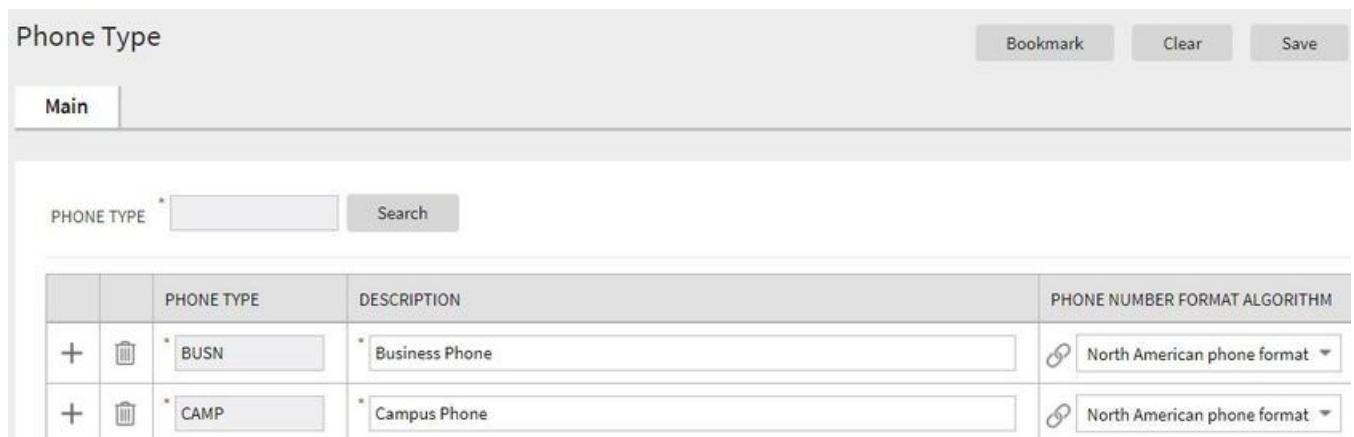 Phone Type
Bookmark Clear Save
Main
PHONE TYPE * Search
PHONE TYPE DESCRIPTION PHONE NUMBER FORMAT ALGORITHM
* BUSN * Business Phone North American phone format
* CAMP * Campus Phone North American phone format